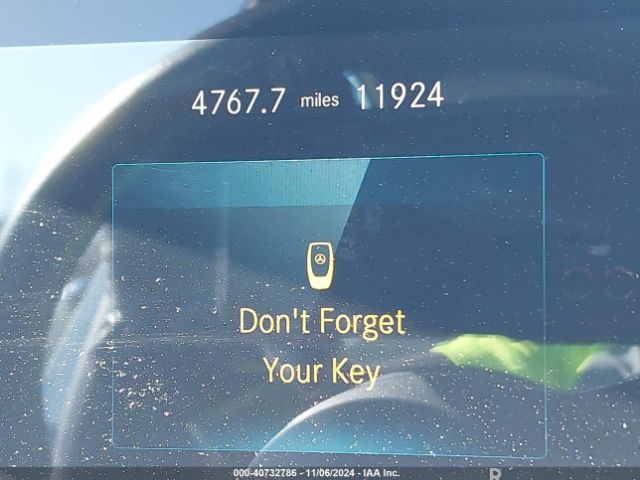 4767.7 miles 11924
Don't Forget
Your Key
000-40732786 - 11/06/2024 - IAA Inc.
R